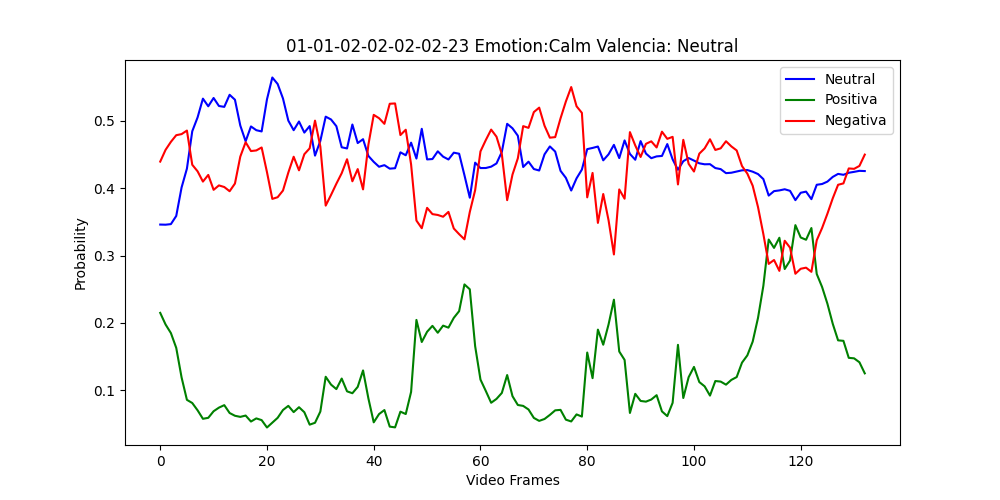 01-01-02-02-02-02-23 Emotion:Calm Valencia: Neutral
Neutral
Positiva
Negativa
Probability
0.5
0.4
0.3
0.2
0.1
0 20 40 60 80 100 120
Video Frames